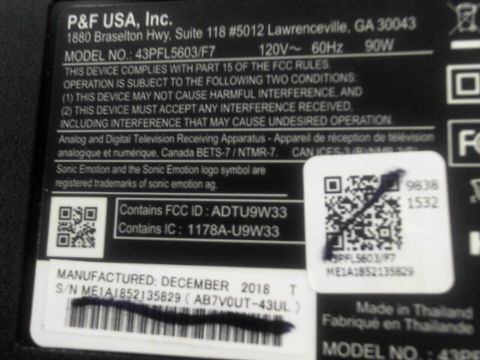 P&F USA, Inc.
1880 Braselton Hwy, Suite 118 #5012 Lawrenceville, GA 30043
MODEL NO.: 43PFL5603/F7 120V~ 60Hz 90W
THIS DEVICE COMPLIES WITH PART 15 OF THE FCC RULES.
OPERATION IS SUBJECT TO THE FOLLOWING TWO CONDITIONS:
(1) THIS DEVICE MAY NOT CAUSE HARMFUL INTERFERENCE, AND
(2) THIS DEVICE MUST ACCEPT ANY INTERFERENCE RECEIVED,
INCLUDING INTERFERENCE THAT MAY CAUSE UNDESIRED OPERATION.
Analog and Digital Television Receiving Apparatus - Appareil de réception de télévision
analogique et numérique, Canada BETS-7 / NTMR-7. CAN ICES-3
Sonic Emotion and the Sonic Emotion logo symbol are
registered trademarks of sonic emotion ag.
9838
1532
43PFL5603/F7
ME1A1852135829
Contains FCC ID : ADTU9W33
Contains IC : 1178A-U9W33
MANUFACTURED: DECEMBER 2018 T
S/N ME1A1852135829 ( AB7V0UT-43UL )
Made in Thailand
Fabriqué en Thaïlande
MODEL NO.: 43PF